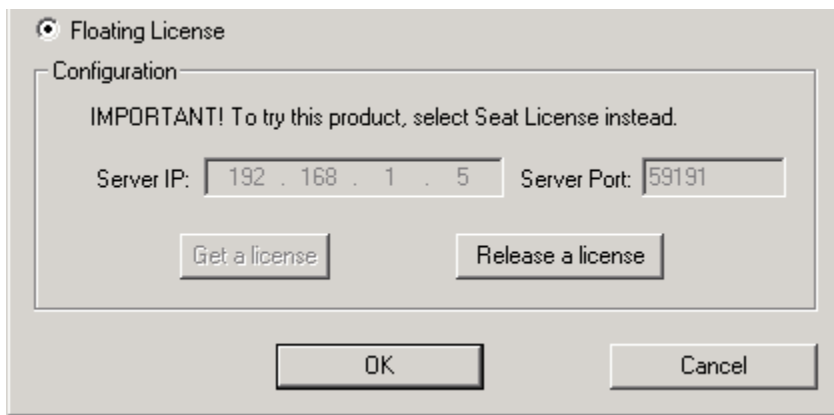 Floating License
Configuration
IMPORTANT! To try this product, select Seat License instead.
Server IP: 192 . 168 . 1 . 5 Server Port: 59191
Get a license Release a license
OK Cancel